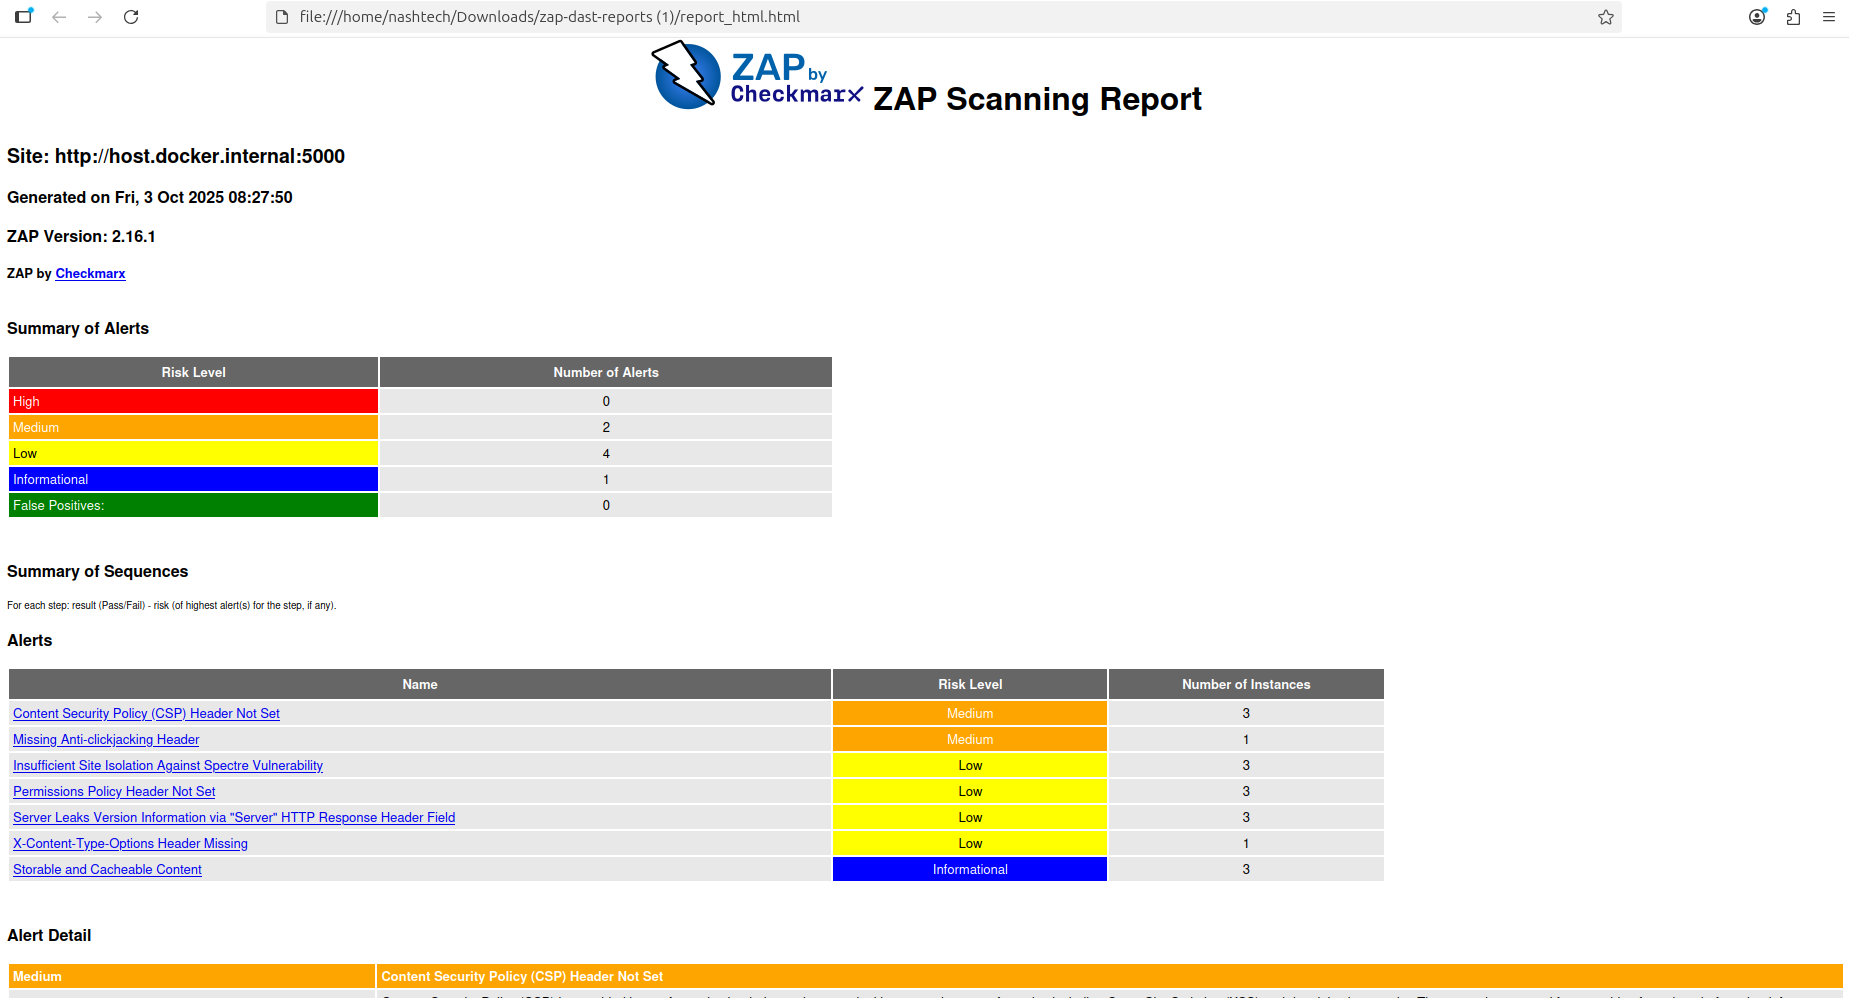 file:///home/nashtech/Downloads/zap-dast-reports (1)/report_html.html
ZAP by
Checkmarx ZAP Scanning Report
Site: http://host.docker.internal:5000
Generated on Fri, 3 Oct 2025 08:27:50
ZAP Version: 2.16.1
ZAP by Checkmarx
Summary of Alerts
Risk Level Number of Alerts
High 0
Medium 2
Low 4
Informational 1
False Positives: 0
Summary of Sequences
For each step: result (Pass/Fail) - risk (of highest alert(s) for the step, if any).
Alerts
Name Risk Level Number of Instances
Content Security Policy (CSP) Header Not Set Medium 3
Missing Anti-clickjacking Header Medium 1
Insufficient Site Isolation Against Spectre Vulnerability Low 3
Permissions Policy Header Not Set Low 3
Server Leaks Version Information via "Server" HTTP Response Header Field Low 3
X-Content-Type-Options Header Missing Low 1
Storable and Cacheable Content Informational 3
Alert Detail
Medium Content Security Policy (CSP) Header Not Set